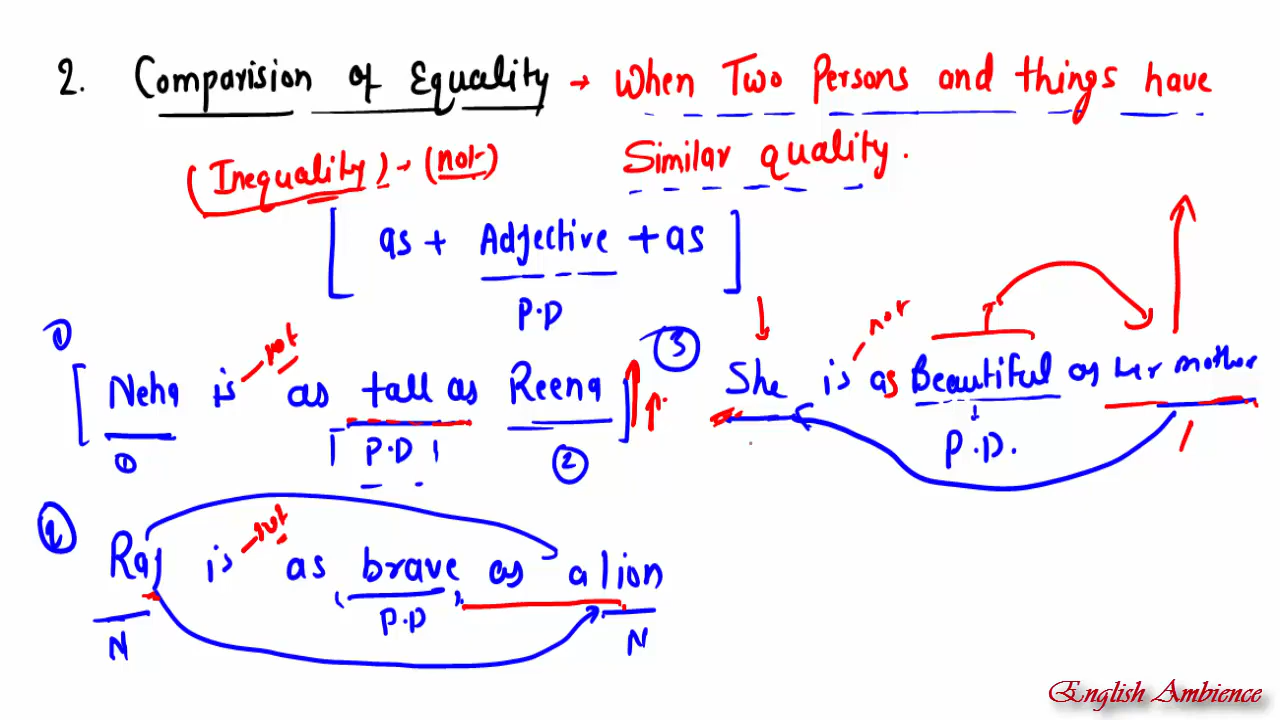 2. Comparision of Equality → When Two Persons and things have
(Inequality) → (not) Similar quality.
[ as + Adjective + as ]
P.D
① [ Neha is not as tall as Reena ]
① P.D ②
③ She is not as Beautiful as her mother
P.D.
② Raj is not as brave as a lion
N P.D N
English Ambience